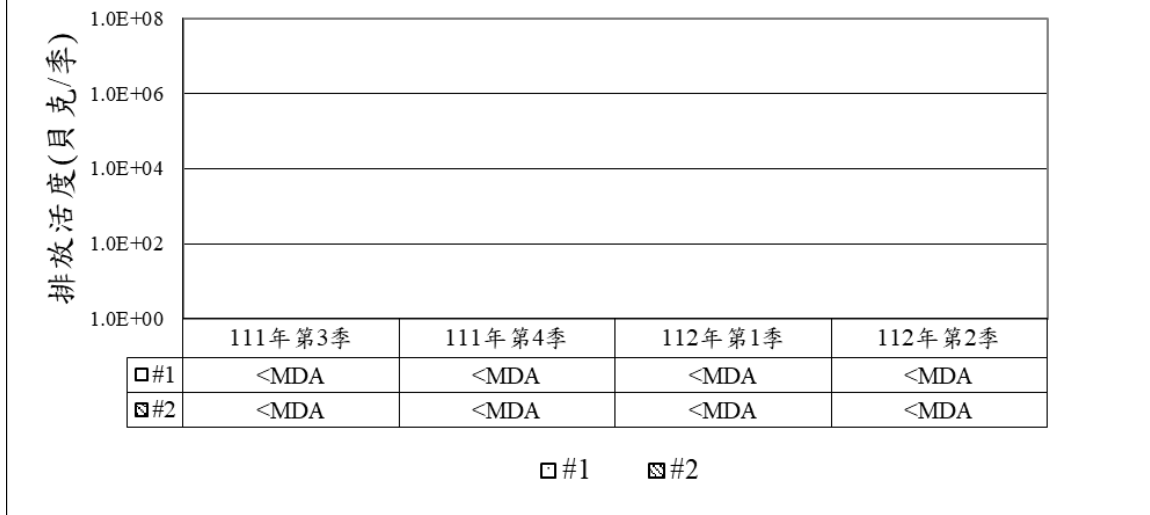 排放活度(貝克/季)
1.0E+08
1.0E+06
1.0E+04
1.0E+02
1.0E+00
111年第3季 111年第4季 112年第1季 112年第2季
#1 <MDA <MDA <MDA <MDA
#2 <MDA <MDA <MDA <MDA
#1 #2